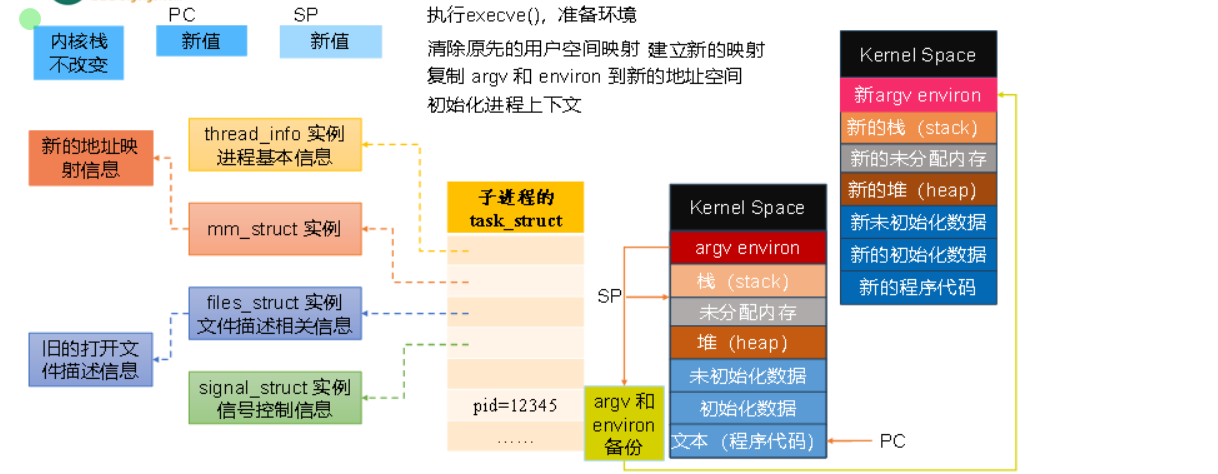 PC
SP
执行execve()，准备环境
内核栈
不改变
新值
新值
清除原先的用户空间映射 建立新的映射
复制 argv 和 environ 到新的地址空间
初始化进程上下文
Kernel Space
新argv environ
新的栈（stack）
新的未分配内存
新的堆（heap）
新未初始化数据
新的初始化数据
新的程序代码
新的地址映
射信息
thread_info 实例
进程基本信息
mm_struct 实例
files_struct 实例
文件描述相关信息
旧的打开文
件描述信息
signal_struct 实例
信号控制信息
子进程的
task_struct
pid=12345
……
SP
argv 和
environ
备份
Kernel Space
argv environ
栈（stack）
未分配内存
堆（heap）
未初始化数据
初始化数据
文本（程序代码）
PC